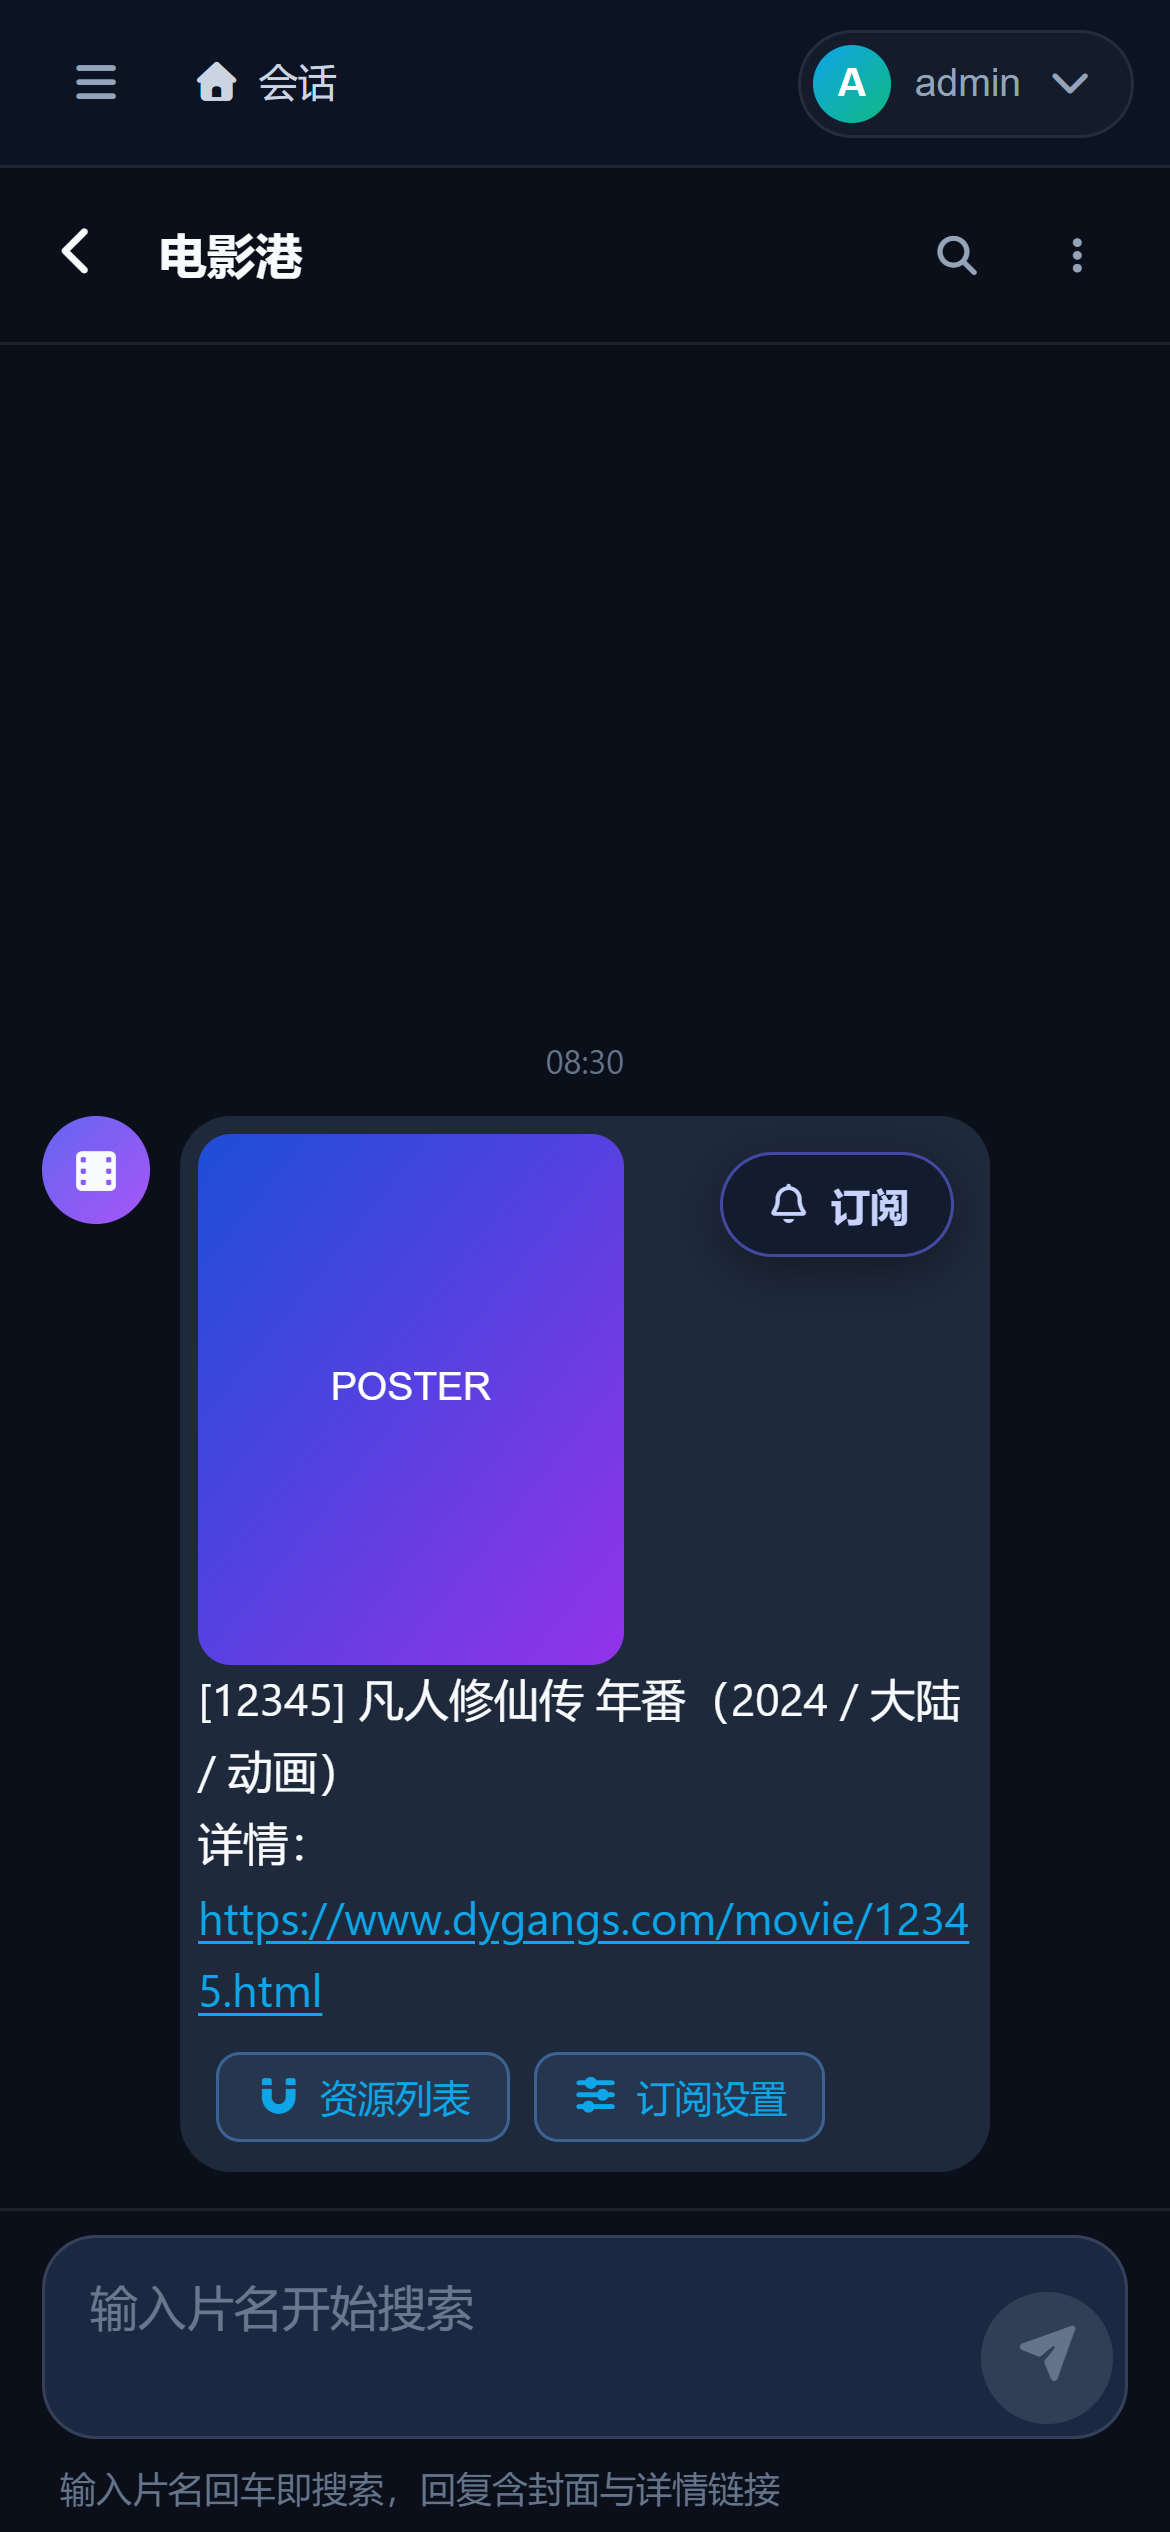 会话
A admin
电影港
08:30
订阅
POSTER
[12345] 凡人修仙传 年番（2024 / 大陆
/ 动画）
详情：
https://www.dygangs.com/movie/1234
5.html
资源列表 订阅设置
输入片名开始搜索
输入片名回车即搜索，回复含封面与详情链接